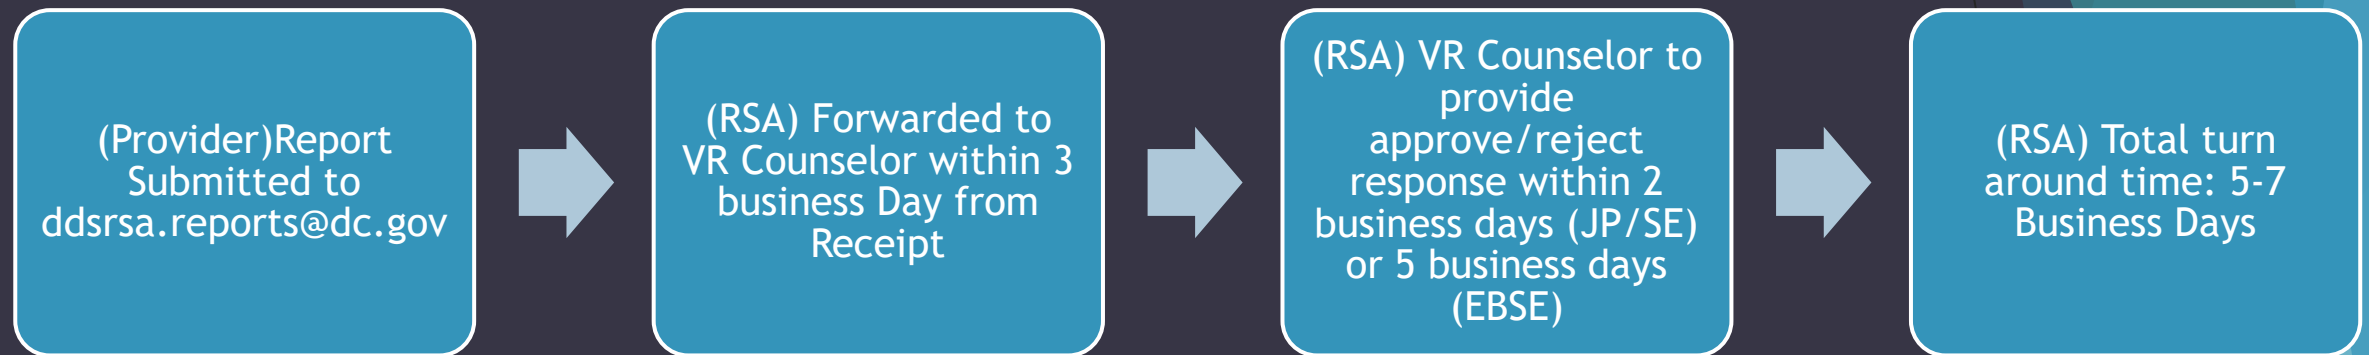 (Provider)Report
Submitted to
ddsrsa.reports@dc.gov
(RSA) Forwarded to
VR Counselor within 3
business Day from
Receipt
(RSA) VR Counselor to
provide
approve/reject
response within 2
business days (JP/SE)
or 5 business days
(EBSE)
(RSA) Total turn
around time: 5-7
Business Days